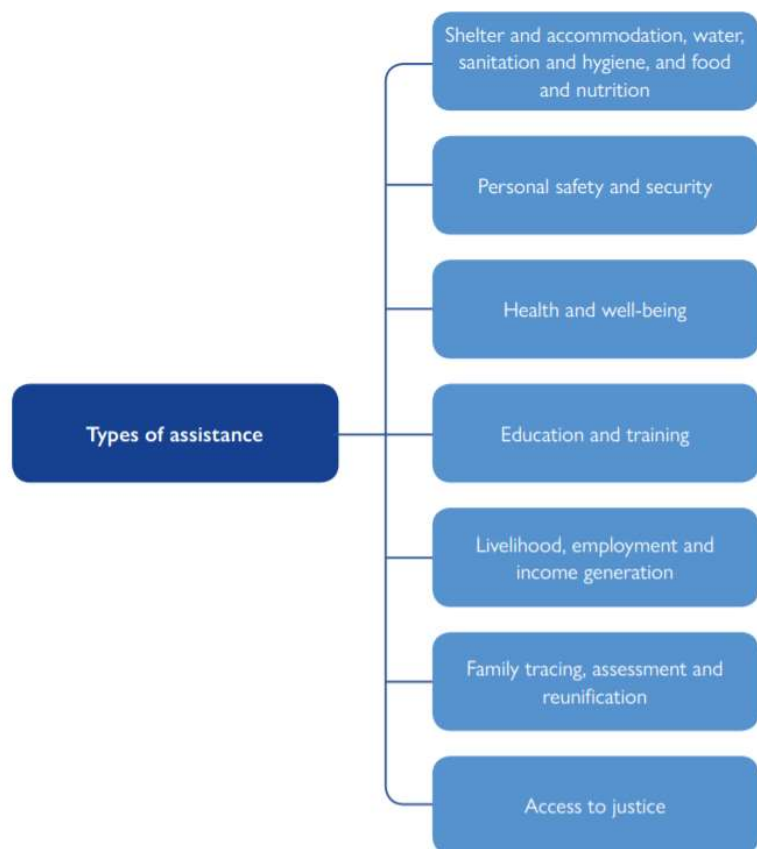 Shelter and accommodation, water,
sanitation and hygiene, and food
and nutrition
Personal safety and security
Health and well-being
Types of assistance
Education and training
Livelihood, employment and
income generation
Family tracing, assessment and
reunification
Access to justice